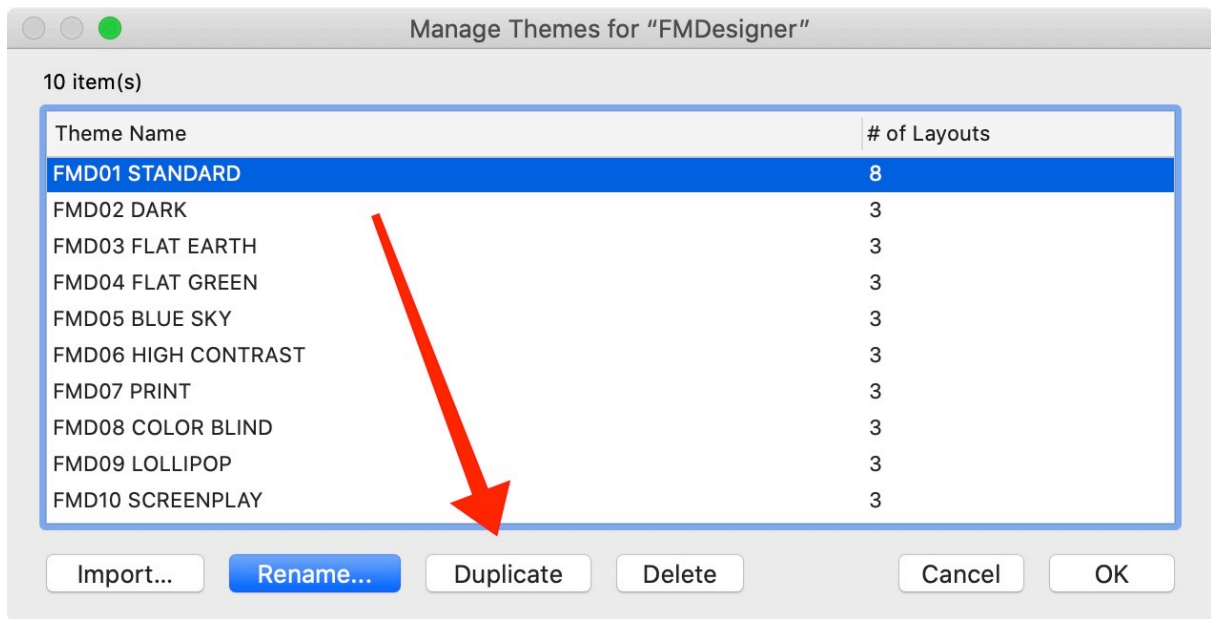 Manage Themes for “FMDesigner”
10 item(s)
Theme Name # of Layouts
FMD01 STANDARD 8
FMD02 DARK 3
FMD03 FLAT EARTH 3
FMD04 FLAT GREEN 3
FMD05 BLUE SKY 3
FMD06 HIGH CONTRAST 3
FMD07 PRINT 3
FMD08 COLOR BLIND 3
FMD09 LOLLIPOP 3
FMD10 SCREENPLAY 3
Import... Rename... Duplicate Delete Cancel OK